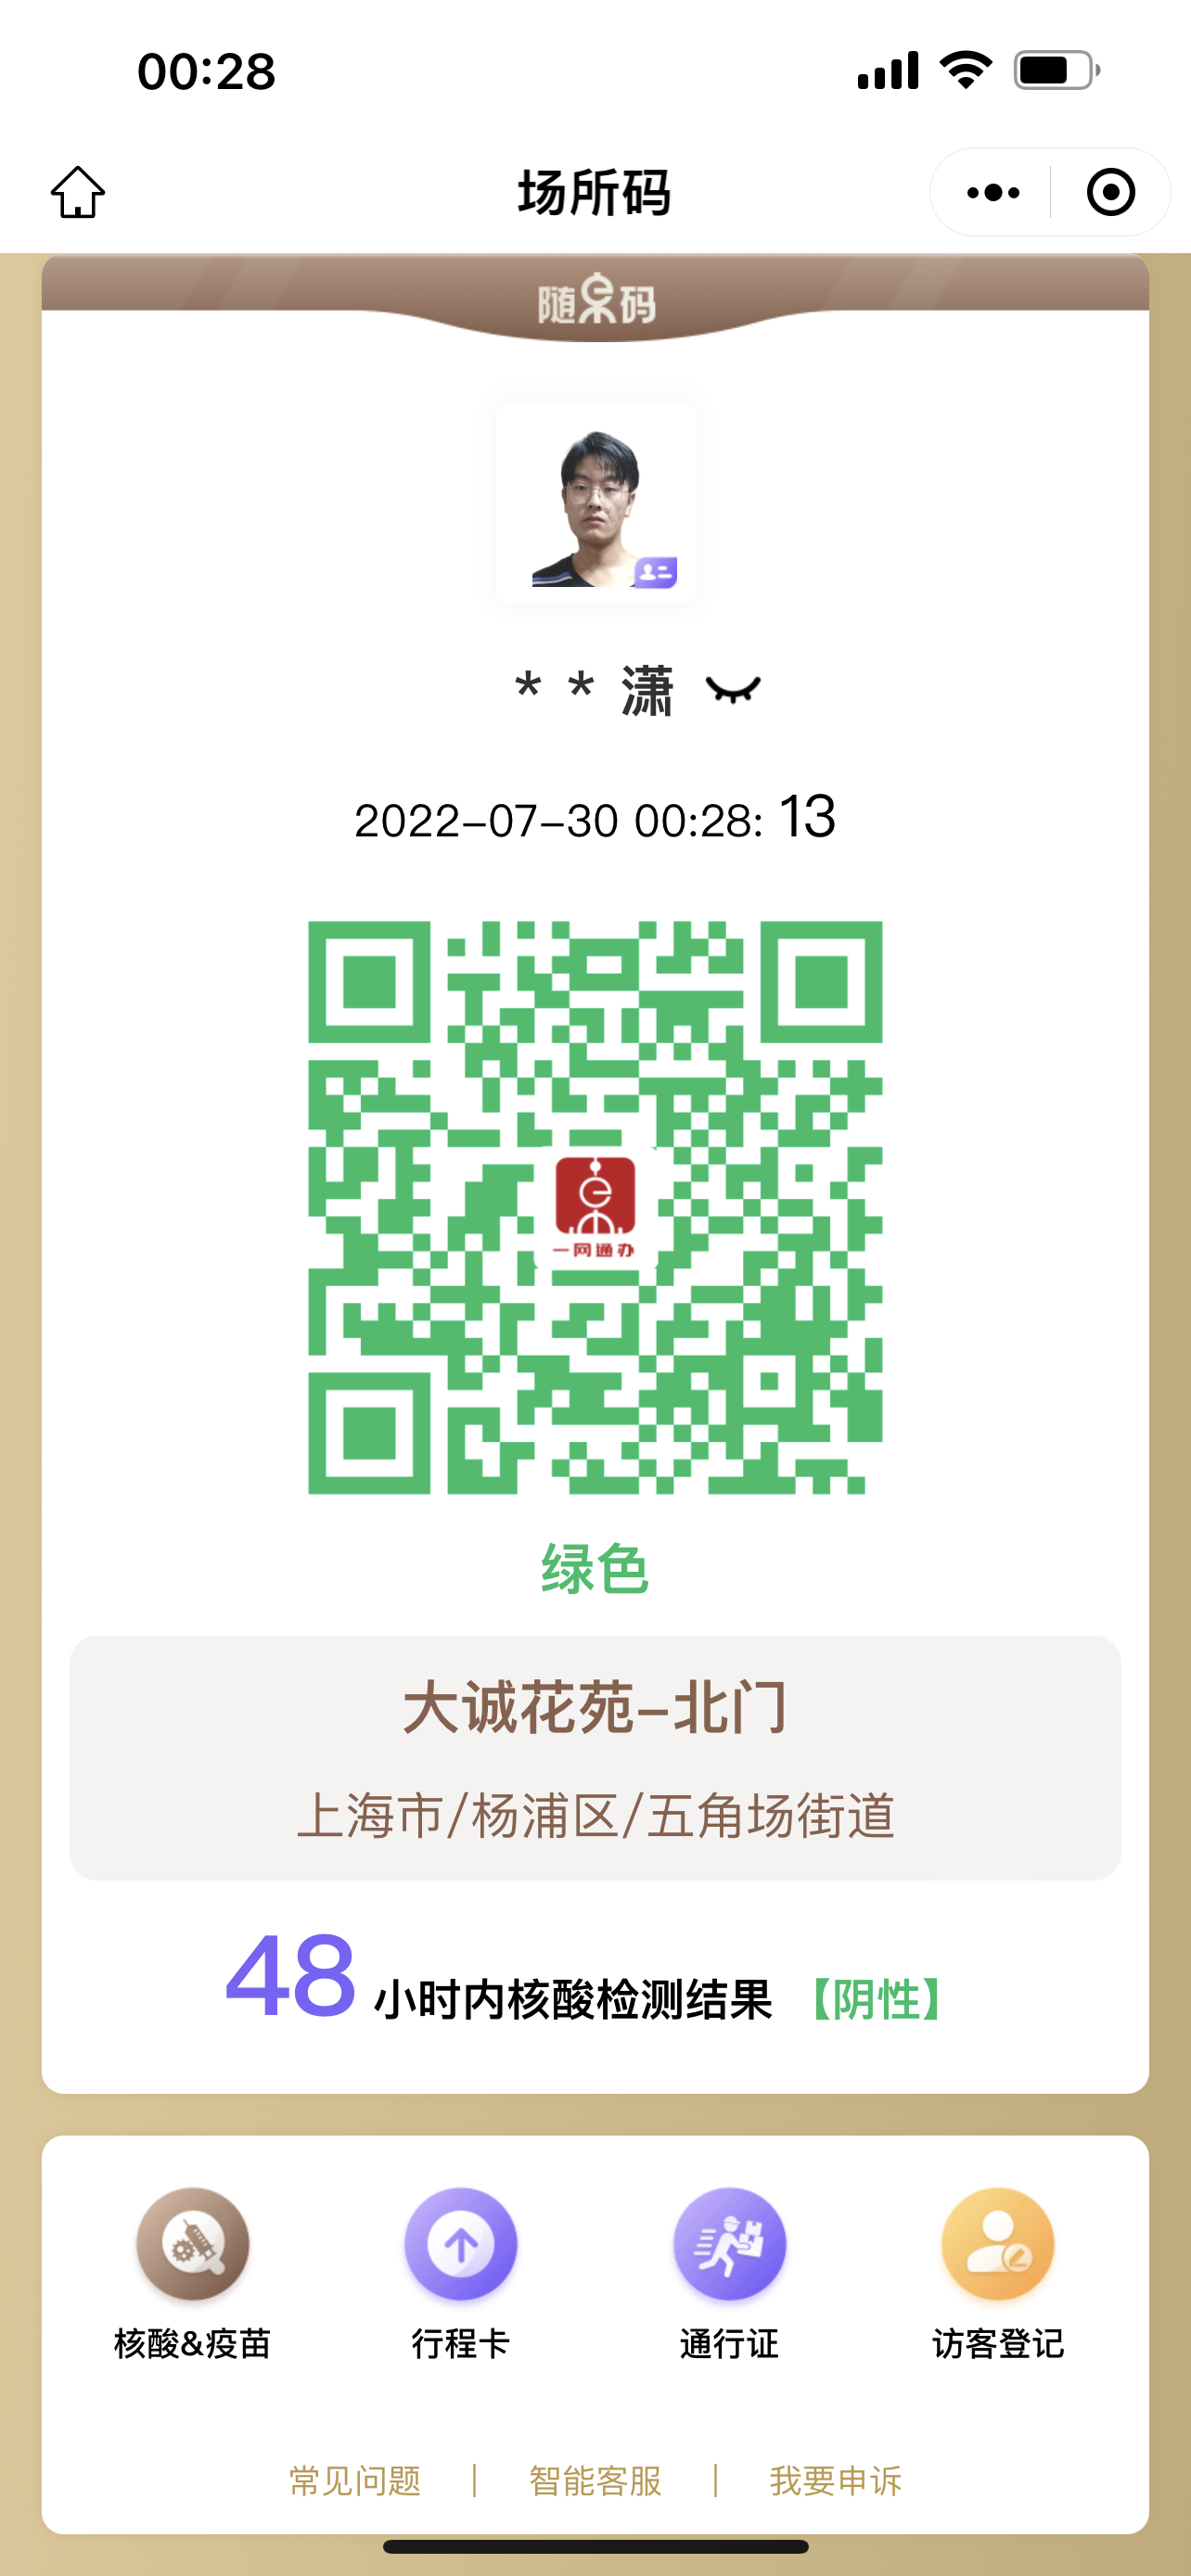 00:28
场所码
随申码
**潇
2022-07-30 00:28: 13
一网通办
绿色
大诚花苑-北门
上海市/杨浦区/五角场街道
48 小时内核酸检测结果 【阴性】
核酸&疫苗 行程卡 通行证 访客登记
常见问题 | 智能客服 | 我要申诉